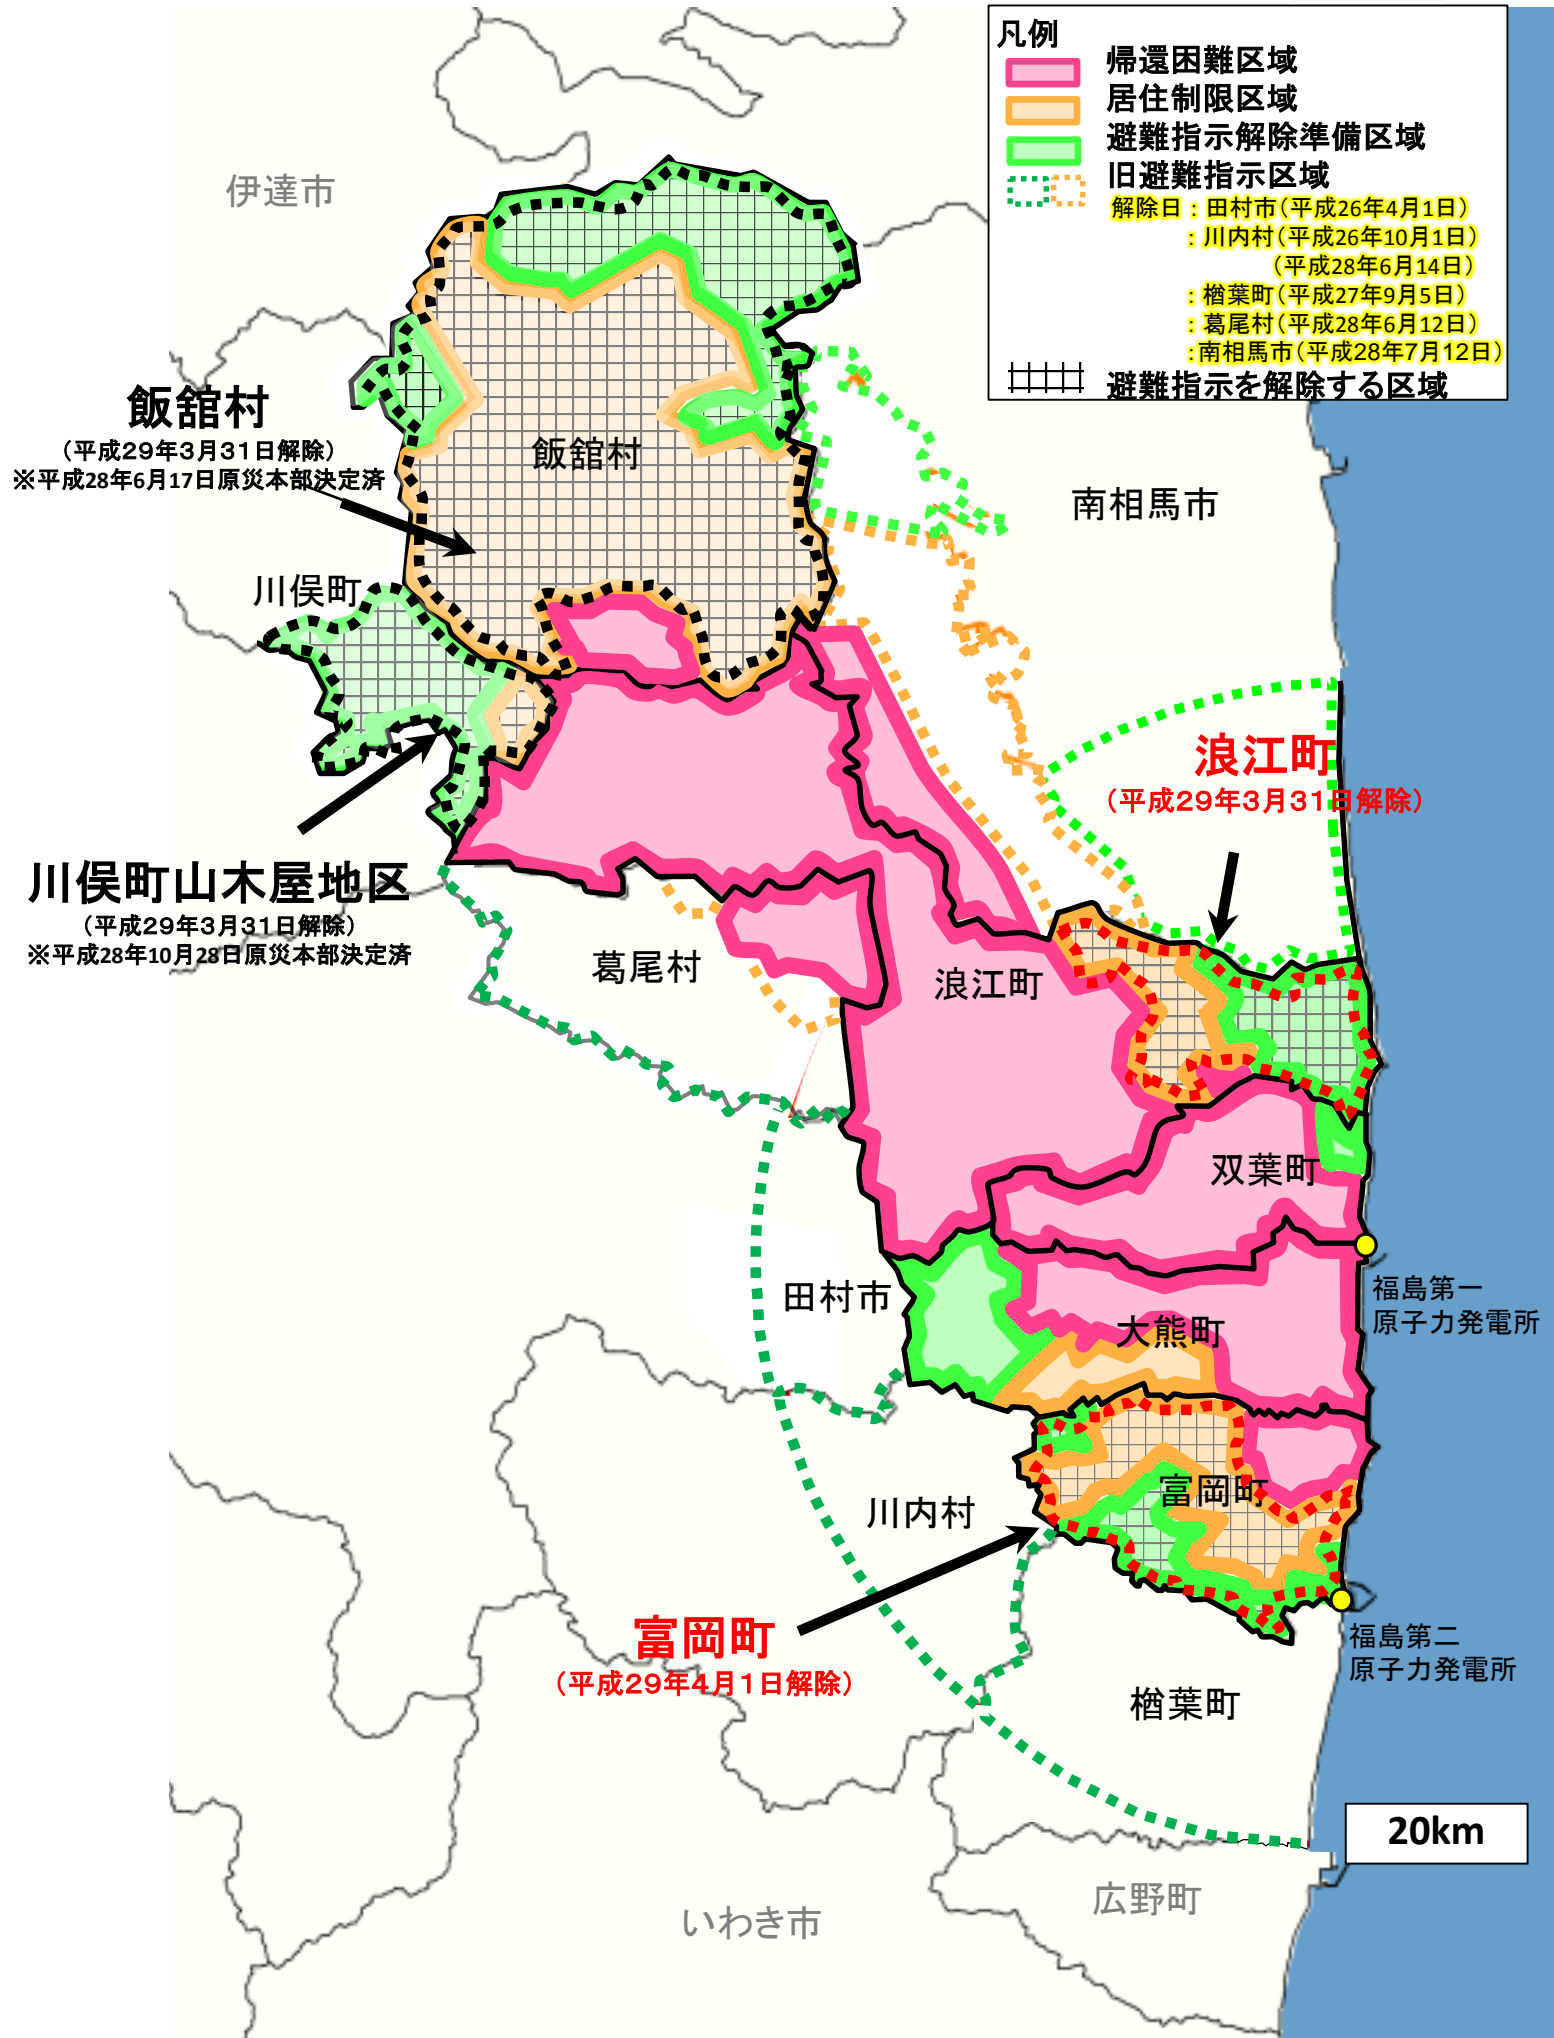 凡例
帰還困難区域
居住制限区域
避難指示解除準備区域
旧避難指示区域
解除日：田村市（平成26年4月1日）
：川内村（平成26年10月1日）
（平成28年6月14日）
：楢葉町（平成27年9月5日）
：葛尾村（平成28年6月12日）
：南相馬市（平成28年7月12日）
避難指示を解除する区域
伊達市
飯舘村
（平成29年3月31日解除）
※平成28年6月17日原災本部決定済
飯舘村
南相馬市
川俣町
浪江町
（平成29年3月31日解除）
川俣町山木屋地区
（平成29年3月31日解除）
※平成28年10月28日原災本部決定済
葛尾村
浪江町
双葉町
田村市
福島第一
原子力発電所
大熊町
富岡町
川内村
富岡町
（平成29年4月1日解除）
福島第二
原子力発電所
楢葉町
20km
広野町
いわき市